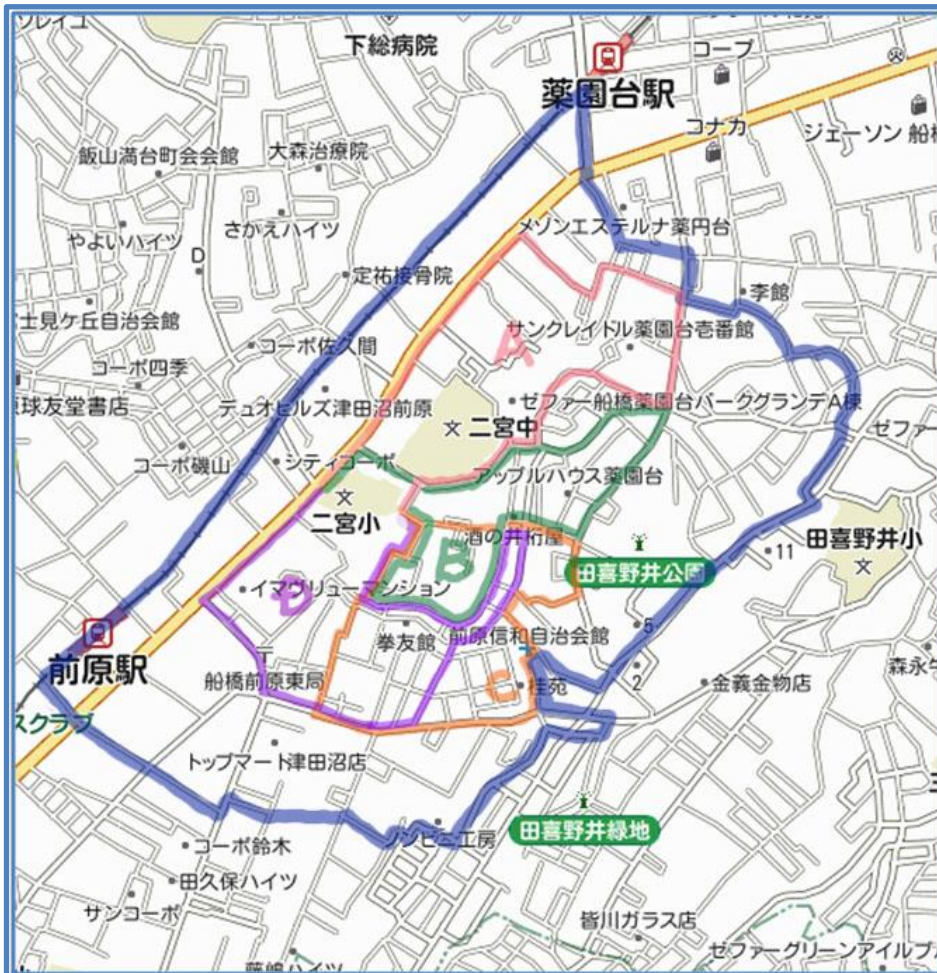 ソレイユ
下総病院
コープ
薬園台駅
コナカ
ジェーソン 船橋
飯山満台町会会館
大森治療院
さかえハイツ
メゾンエステルナ薬円台
やよいハイツ
D
定祐接骨院
李館
士見ケ丘自治会館
サンクレイドル薬園台壱番館
A
コーポ佐久間
コーポ四季
球友堂書店
デュオヒルズ津田沼前原
ゼファー船橋薬園台パークグランデA棟
文 二宮中
ゼファー
コーポ磯山
シティコーポ
アップルハウス薬園台
文
二宮小
酒の井桁屋
田喜野井小
文
11
B
田喜野井公園
D
イマヴリューマンション
拳友館
前原信和自治会館
5
前原駅
〒
船橋前原東局
C
桂苑
2
金義金物店
森永
スクラブ
トップマート津田沼店
ノンビニ工房
田喜野井緑地
コーポ鈴木
田久保ハイツ
サンコーポ
皆川ガラス店
藤嶋ハイツ
ゼファーグリーンアイルプ